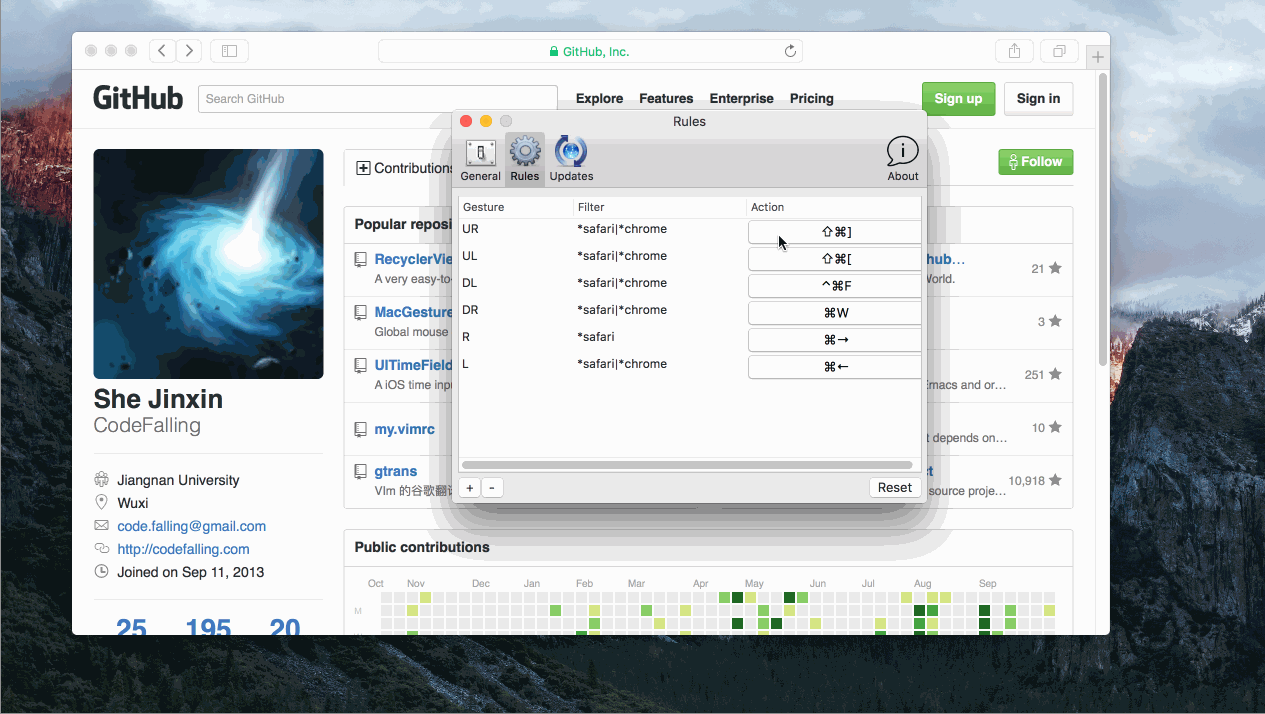 GitHub, Inc.
GitHub
Search GitHub
Explore Features Enterprise Pricing
Sign up
Sign in
Rules
General Rules Updates
About
Gesture Filter Action
UR *safari|*chrome ⇧⌘]
UL *safari|*chrome ⇧⌘[
DL *safari|*chrome ^⌘F
DR *safari|*chrome ⌘W
R *safari ⌘→
L *safari|*chrome ⌘←
+ -
Reset
She Jinxin
CodeFalling
Jiangnan University
Wuxi
code.falling@gmail.com
http://codefalling.com
Joined on Sep 11, 2013
25 195 20
Contributions
Follow
Popular
RecyclerVie
A very easy-to-
MacGesture
Global mouse
UITimeField
A iOS time
my.vimrc
gtrans
VIm 的谷歌翻
hub…
World.
21
3
macs and or…
251
t depends on…
10
source proje…
10,918
Public contributions
Oct Nov Dec Jan Feb Mar Apr May Jun Jul Aug Sep
M